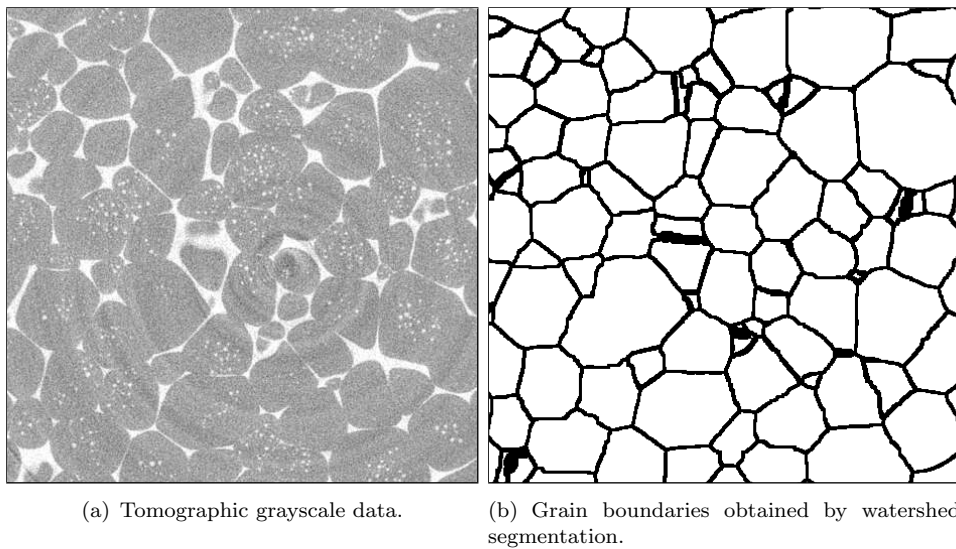 (a) Tomographic grayscale data.
(b) Grain boundaries obtained by watershed
segmentation.